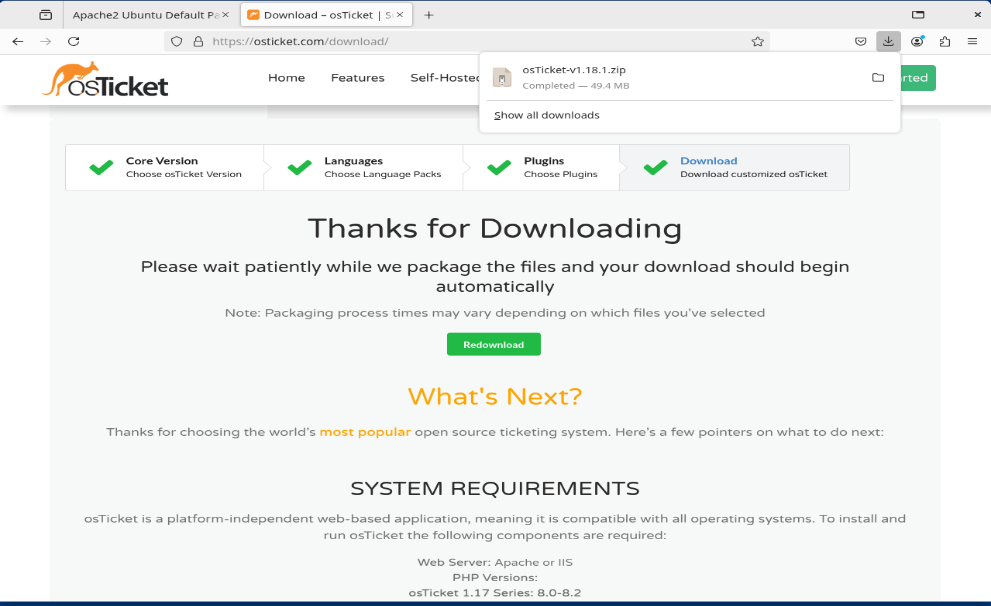 Apache2 Ubuntu Default Pa
Download – osTicket | S
https://osticket.com/download/
osTicket
Home Features Self-Hosted
rted
osTicket-v1.18.1.zip
Completed — 49.4 MB
Show all downloads
Core Version
Choose osTicket Version
Languages
Choose Language Packs
Plugins
Choose Plugins
Download
Download customized osTicket
Thanks for Downloading
Please wait patiently while we package the files and your download should begin
automatically
Note: Packaging process times may vary depending on which files you've selected
Redownload
What's Next?
Thanks for choosing the world's most popular open source ticketing system. Here's a few pointers on what to do next:
SYSTEM REQUIREMENTS
osTicket is a platform-independent web-based application, meaning it is compatible with all operating systems. To install and
run osTicket the following components are required:
Web Server: Apache or IIS
PHP Versions:
osTicket 1.17 Series: 8.0-8.2